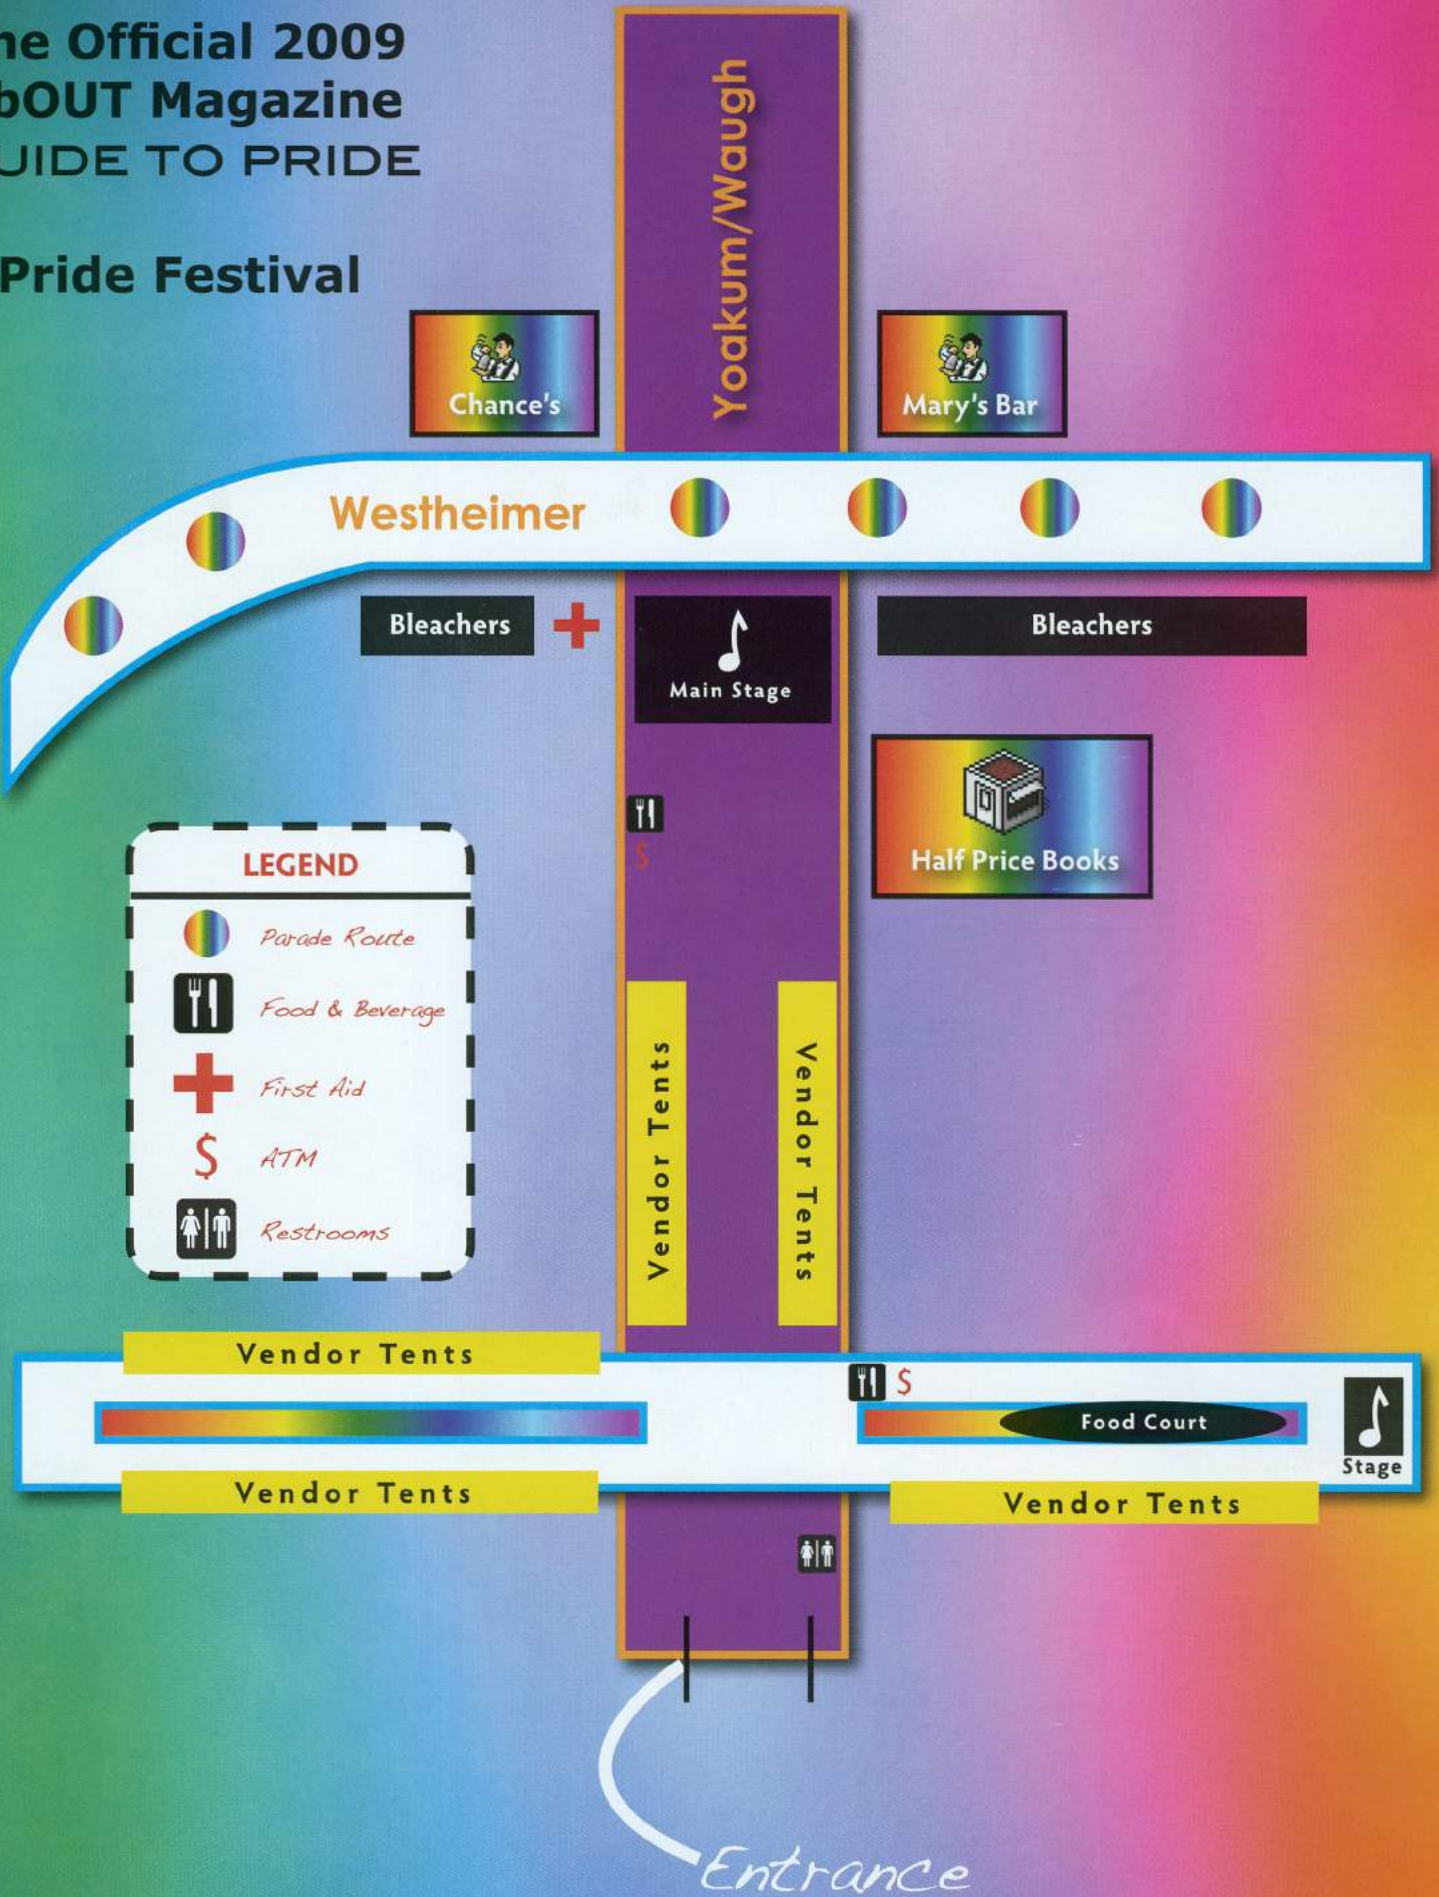 he Official 2009
bOUT Magazine
UIDE TO PRIDE
Pride Festival
Yoakum/Waugh
Chance's
Mary's Bar
Westheimer
Bleachers
Main Stage
Bleachers
$
Half Price Books
LEGEND
Parade Route
Food & Beverage
First Aid
$ ATM
Restrooms
Vendor Tents
Vendor Tents
Vendor Tents
$
Food Court
Stage
Vendor Tents
Vendor Tents
Entrance